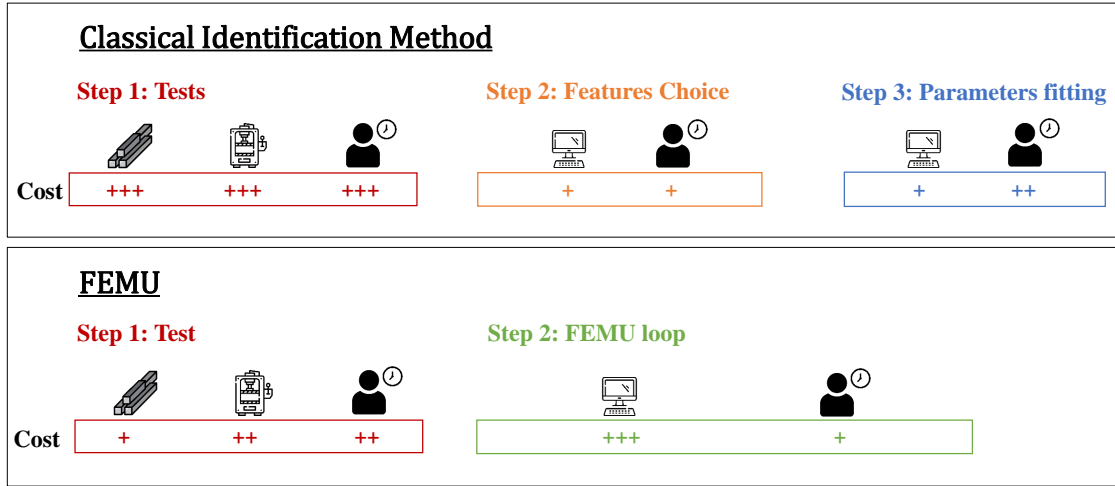 Classical Identification Method
Step 1: Tests Step 2: Features Choice Step 3: Parameters fitting
Cost +++ +++ +++ + + + ++
FEMU
Step 1: Test Step 2: FEMU loop
Cost + ++ ++ +++ +